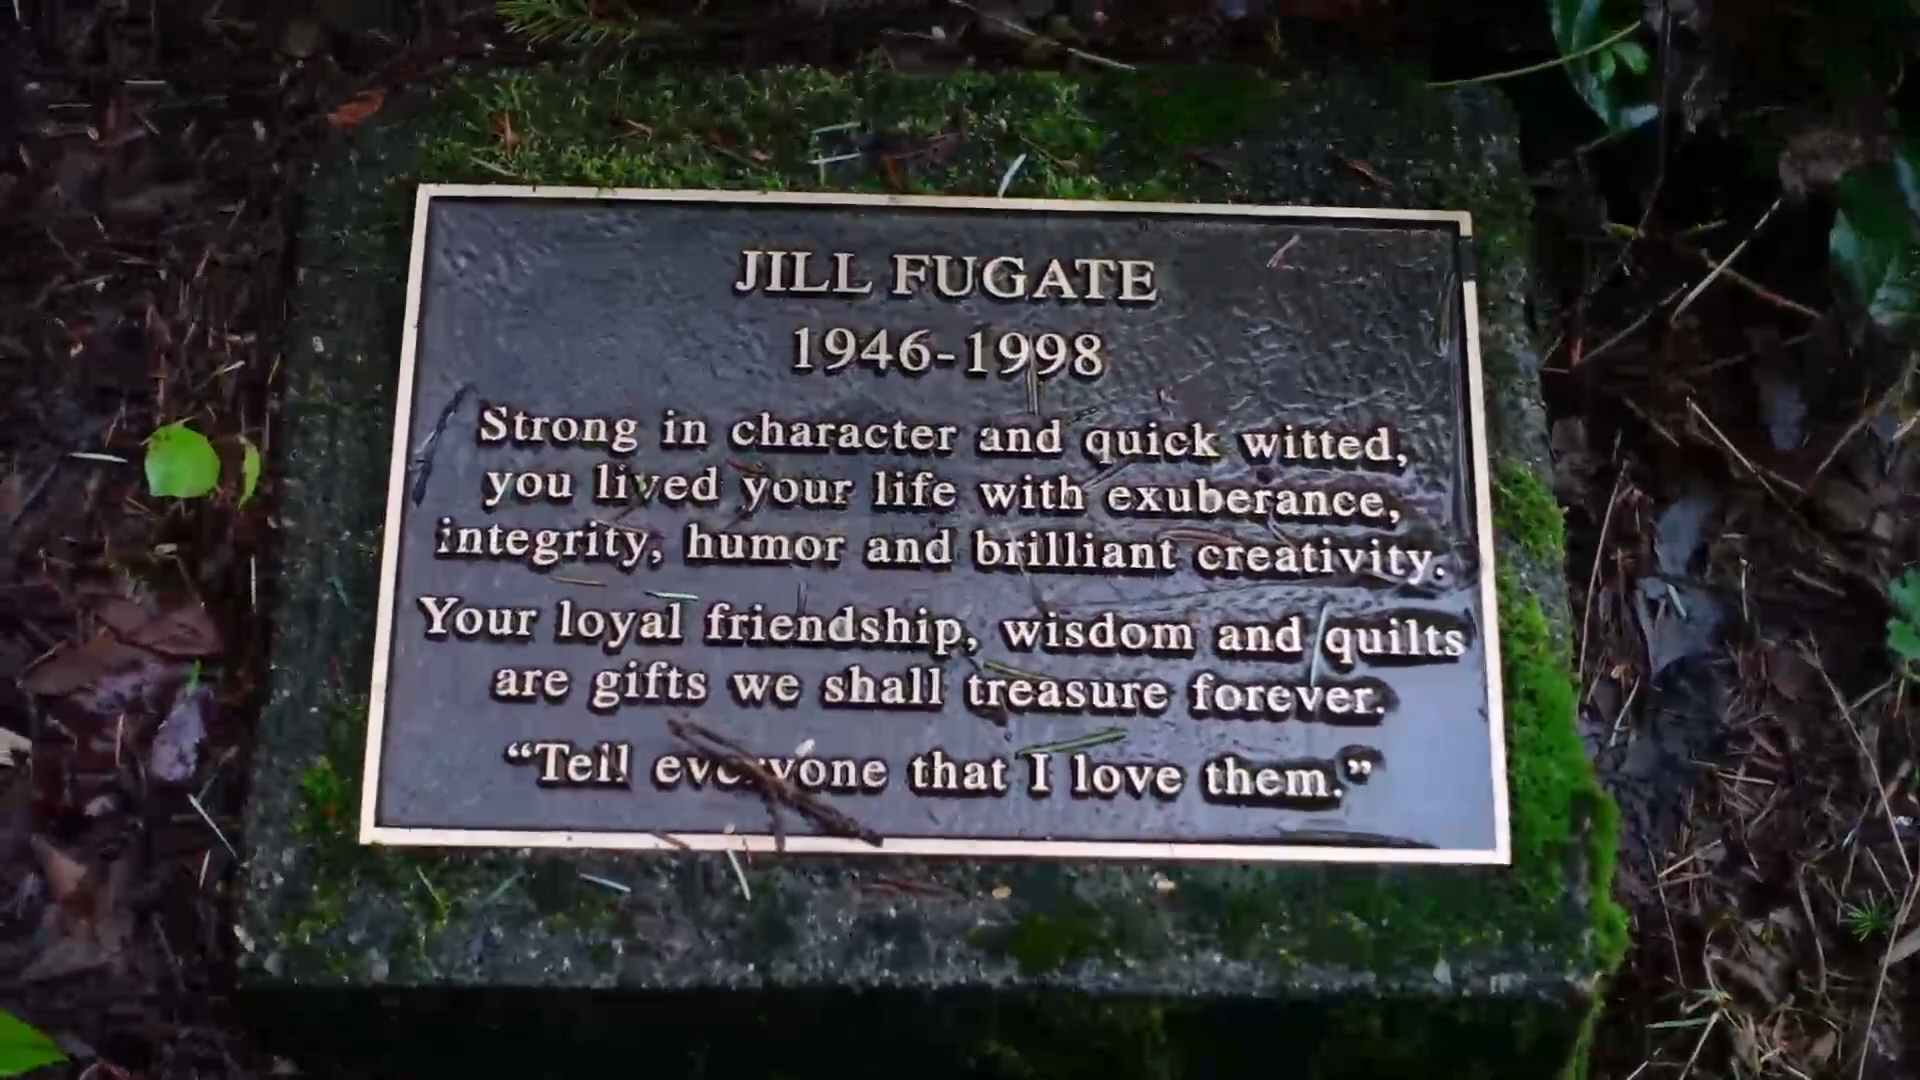 JILL FUGATE
1946-1998
Strong in character and quick witted,
you lived your life with exuberance,
integrity, humor and brilliant creativity.
Your loyal friendship, wisdom and quilts
are gifts we shall treasure forever.
“Tell everyone that I love them.”